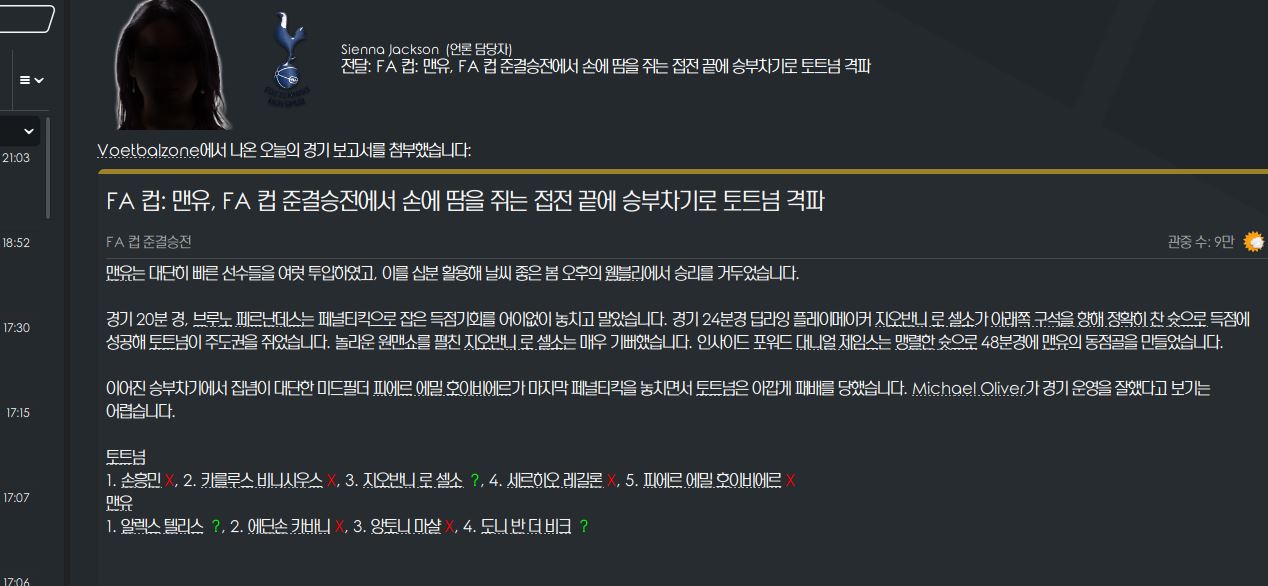 Sienna Jackson (언론 담당자)
전달: FA 컵: 맨유, FA 컵 준결승전에서 손에 땀을 쥐는 접전 끝에 승부차기로 토트넘 격파
21:03
Voetbalzone에서 나온 오늘의 경기 보고서를 첨부했습니다:
FA 컵: 맨유, FA 컵 준결승전에서 손에 땀을 쥐는 접전 끝에 승부차기로 토트넘 격파
18:52
FA 컵 준결승전
관중 수: 9만
맨유는 대단히 빠른 선수들을 여럿 투입하였고, 이를 십분 활용해 날씨 좋은 봄 오후의 웸블리에서 승리를 거두었습니다.
17:30
경기 20분 경, 브루노 페르난데스는 페널티킥으로 잡은 득점기회를 어이없이 놓치고 말았습니다. 경기 24분경 딥라잉 플레이메이커 지오반니 로 셀소가 아래쪽 구석을 향해 정확히 찬 슛으로 득점에
성공해 토트넘이 주도권을 쥐었습니다. 놀라운 원맨쇼를 펼친 지오반니 로 셀소는 매우 기뻐했습니다. 인사이드 포워드 대니얼 제임스는 맹렬한 슛으로 48분경에 맨유의 동점골을 만들었습니다.
이어진 승부차기에서 집념이 대단한 미드필더 피에르 에밀 호이비에르가 마지막 페널티킥을 놓치면서 토트넘은 아깝게 패배를 당했습니다. Michael Oliver가 경기 운영을 잘했다고 보기는
어렵습니다.
17:15
토트넘
1. 손흥민 X, 2. 카를루스 비니시우스 X, 3. 지오반니 로 셀소 ?, 4. 세르히오 레길론 X, 5. 피에르 에밀 호이비에르 X
17:07
맨유
1. 알렉스 텔리스 ?, 2. 에딘손 카바니 X, 3. 앙토니 마샬 X, 4. 도니 반 더 비크 ?
17:06